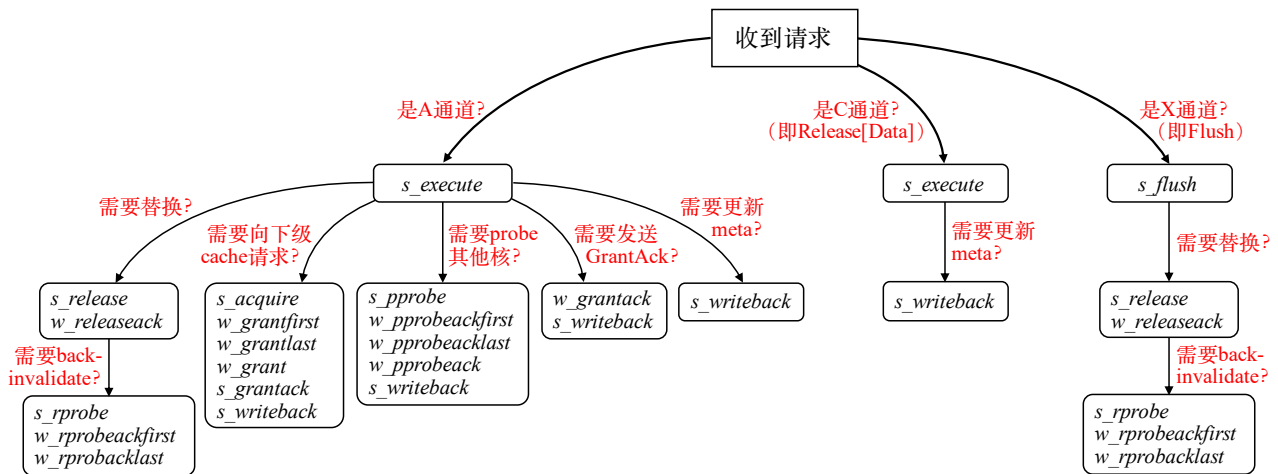 收到请求
是A通道?
是C通道?
（即Release[Data]）
是X通道?
（即Flush）
s_execute
s_execute
s_flush
需要替换?
需要向下级
cache请求?
需要probe
其他核?
需要发送
GrantAck?
需要更新
meta?
需要更新
meta?
需要替换?
s_release
w_releaseack
s_acquire
w_grantfirst
w_grantlast
w_grant
s_grantack
s_writeback
s_pprobe
w_pprobeackfirst
w_pprobeacklast
w_pprobeack
s_writeback
w_grantack
s_writeback
s_writeback
s_writeback
s_release
w_releaseack
需要back-
invalidate?
需要back-
invalidate?
s_rprobe
w_rprobeackfirst
w_rprobacklast
s_rprobe
w_rprobeackfirst
w_rprobacklast